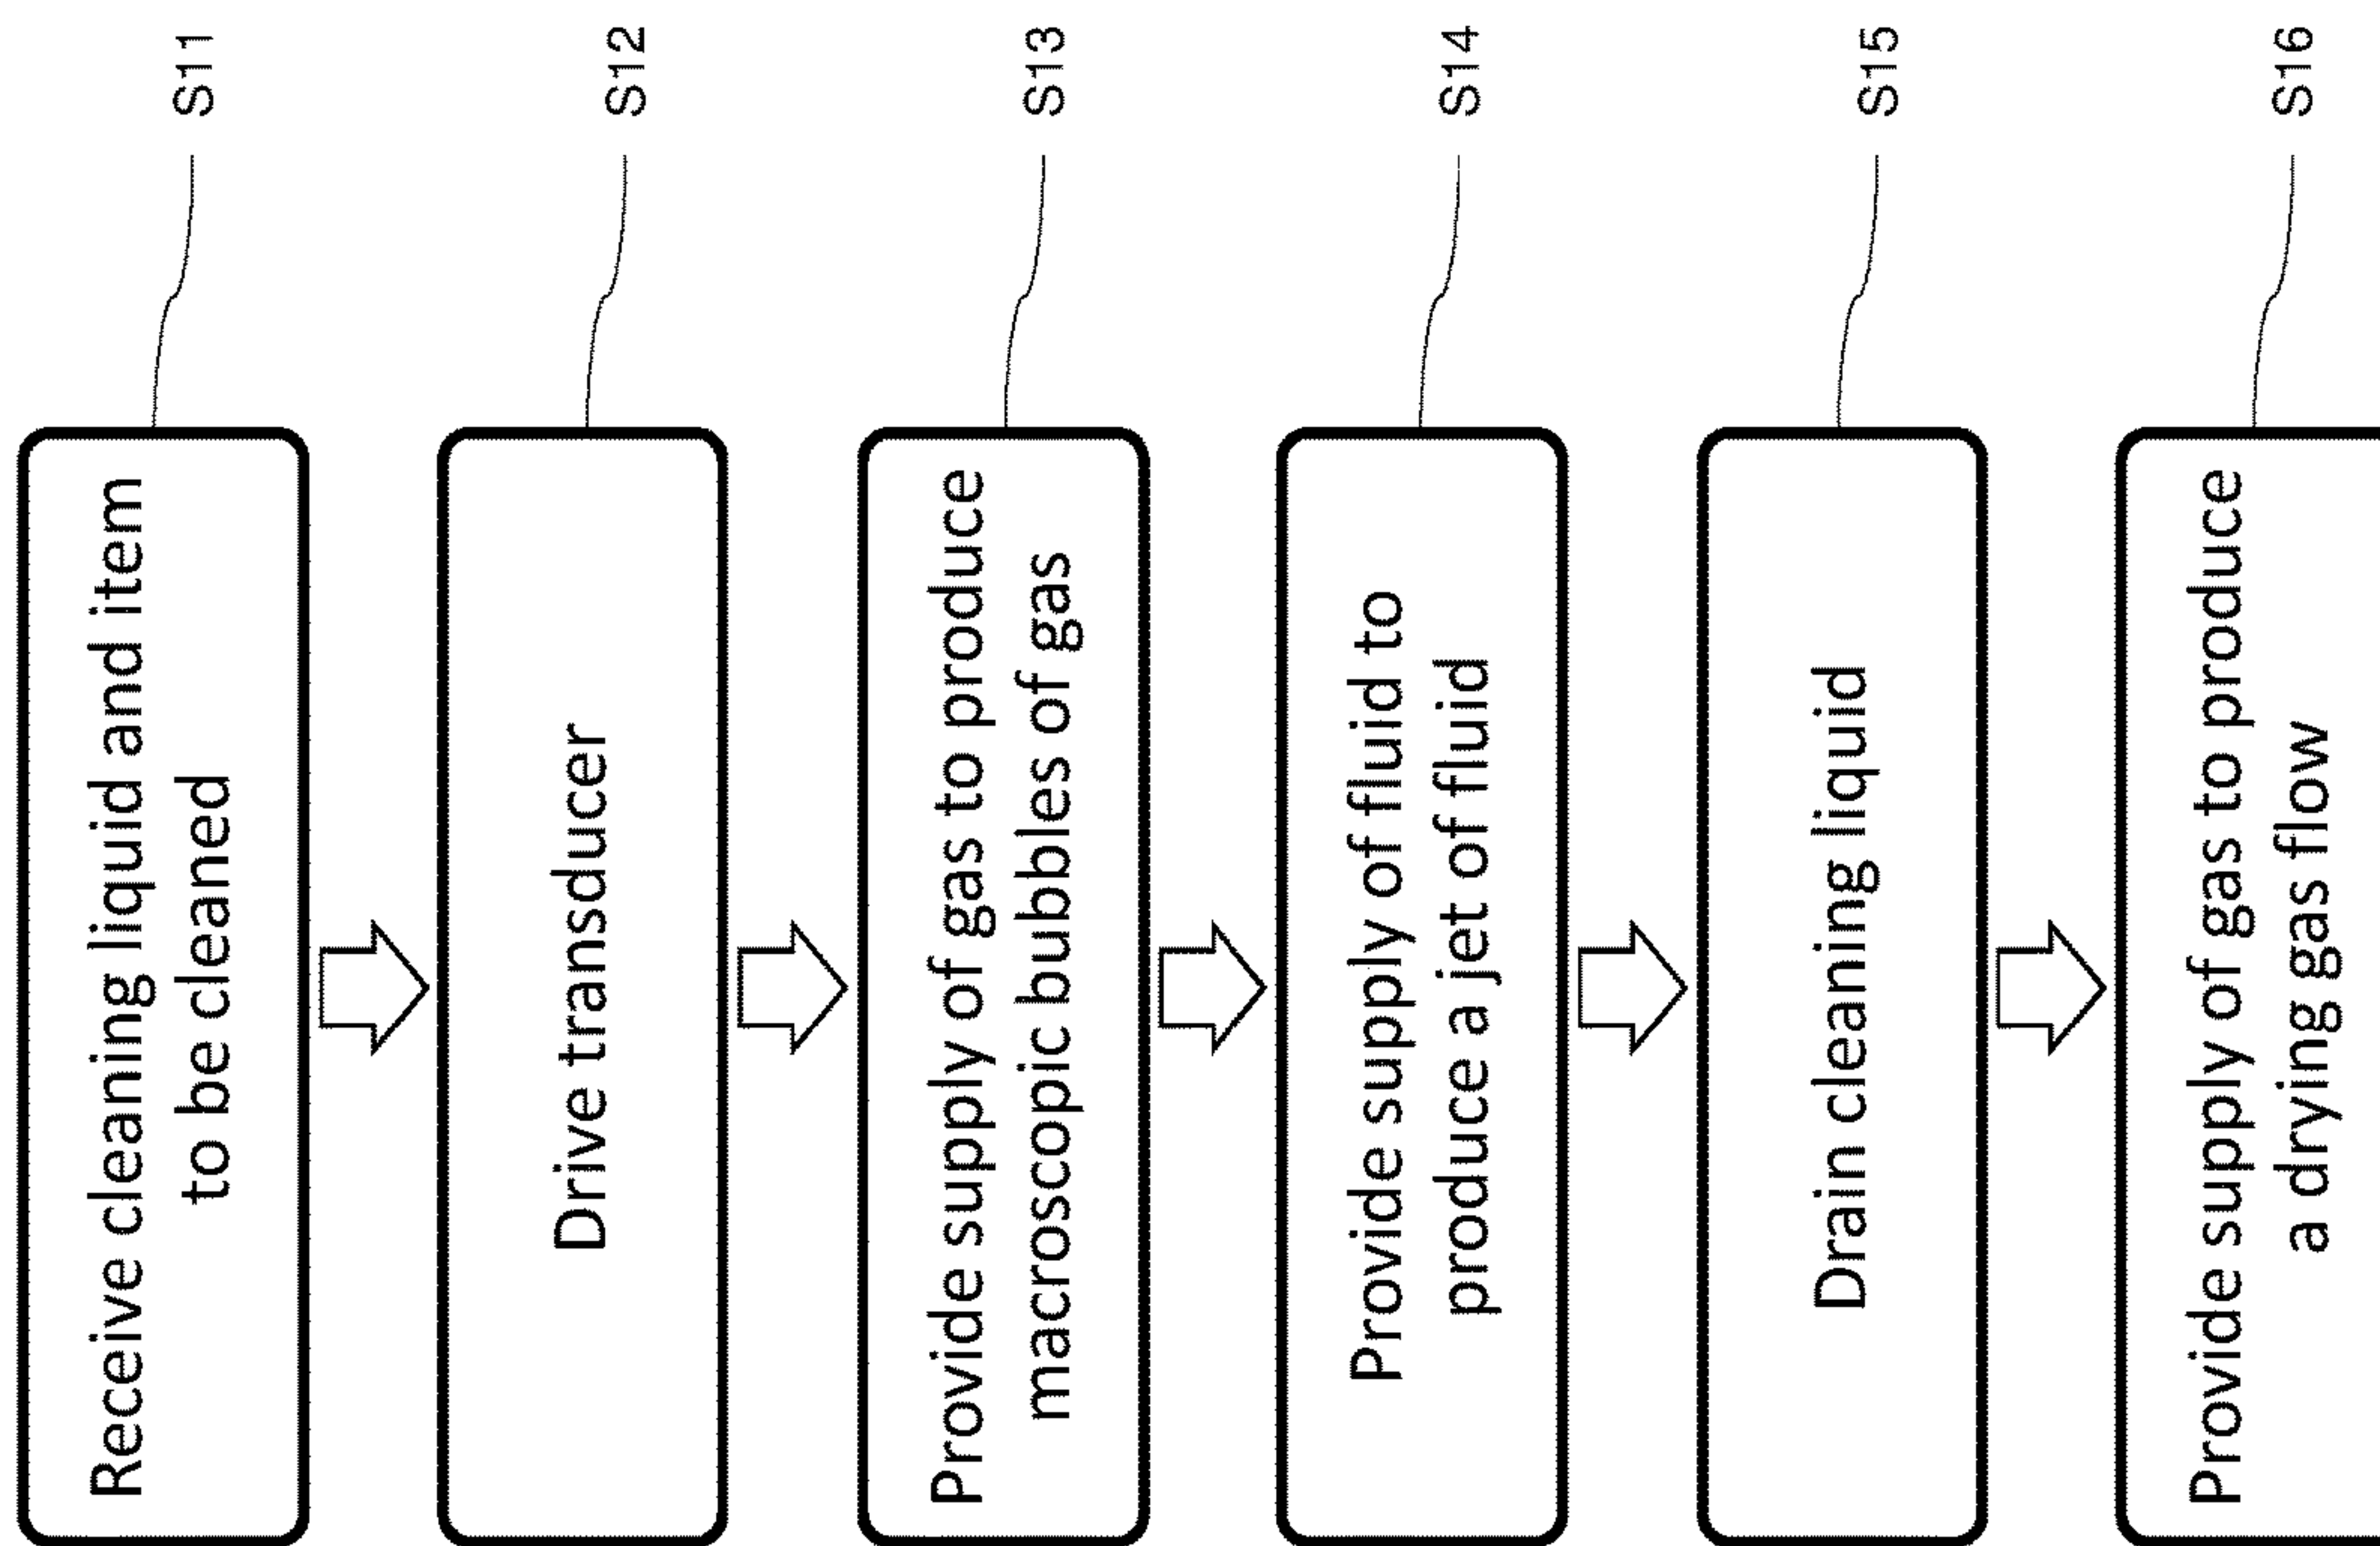 Receive cleaning liquid and item
to be cleaned
S11
Drive transducer
S12
Provide supply of gas to produce
macroscopic bubbles of gas
S13
Provide supply of fluid to
produce a jet of fluid
S14
Drain cleaning liquid
S15
Provide supply of gas to produce
a drying gas flow
S16